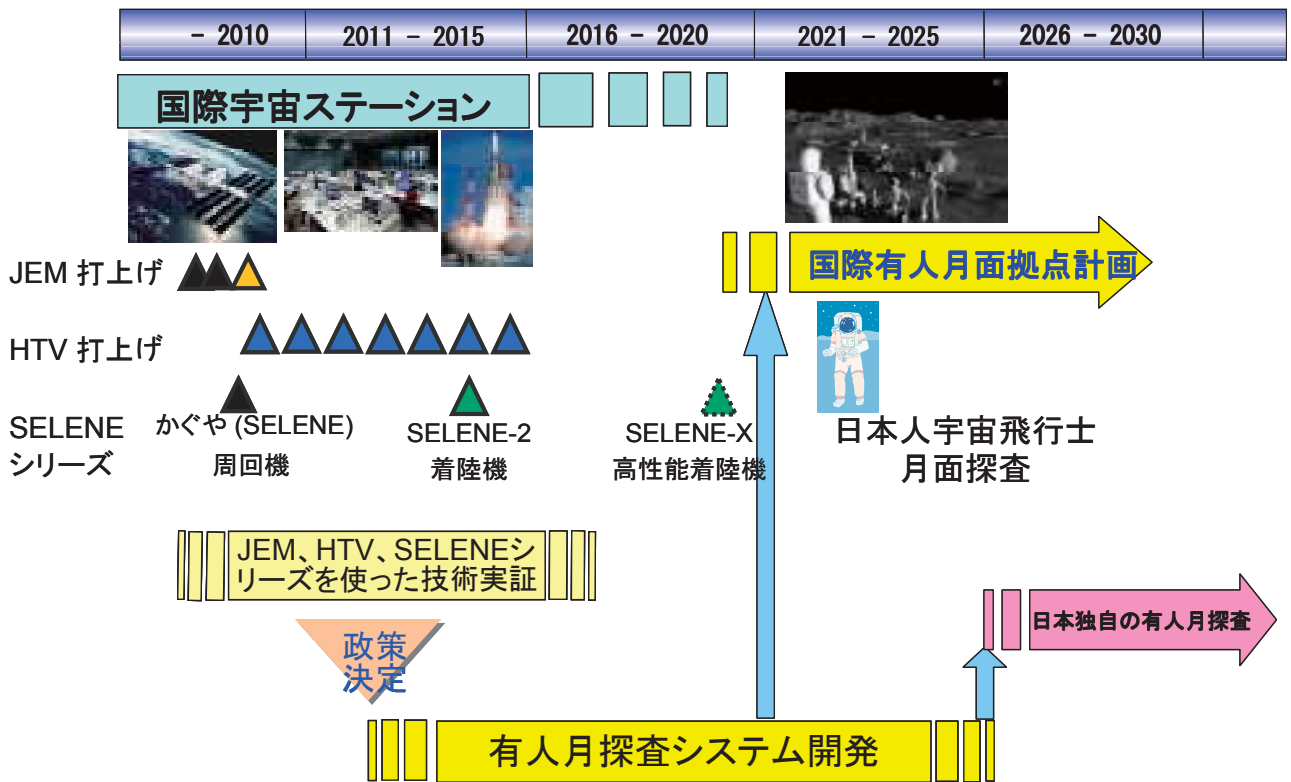 - 2010
2011 - 2015
2016 - 2020
2021 - 2025
2026 - 2030
国際宇宙ステーション
JEM 打上げ
国際有人月面拠点計画
HTV 打上げ
SELENE
シリーズ
かぐや (SELENE)
周回機
SELENE-2
着陸機
SELENE-X
高性能着陸機
日本人宇宙飛行士
月面探査
JEM、HTV、SELENEシ
リーズを使った技術実証
政策
決定
日本独自の有人月探査
有人月探査システム開発